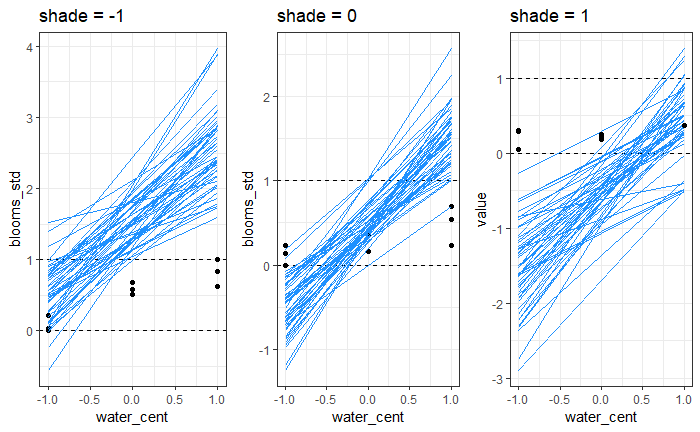 shade = -1
blooms_std
4
3
2
1
0
-1.0 -0.5 0.0 0.5 1.0
water_cent
shade = 0
blooms_std
2
1
0
-1
-1.0 -0.5 0.0 0.5 1.0
water_cent
shade = 1
value
1
0
-1
-2
-3
-1.0 -0.5 0.0 0.5 1.0
water_cent